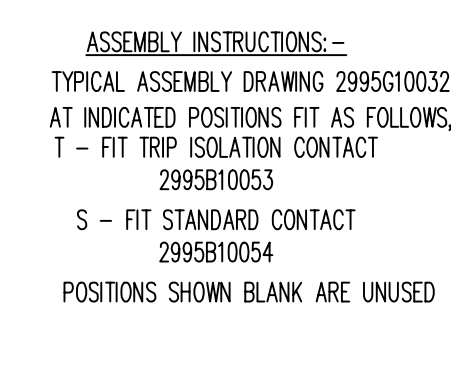 ASSEMBLY INSTRUCTIONS:–
TYPICAL ASSEMBLY DRAWING 2995G10032
AT INDICATED POSITIONS FIT AS FOLLOWS,
T – FIT TRIP ISOLATION CONTACT
2995B10053
S – FIT STANDARD CONTACT
2995B10054
POSITIONS SHOWN BLANK ARE UNUSED